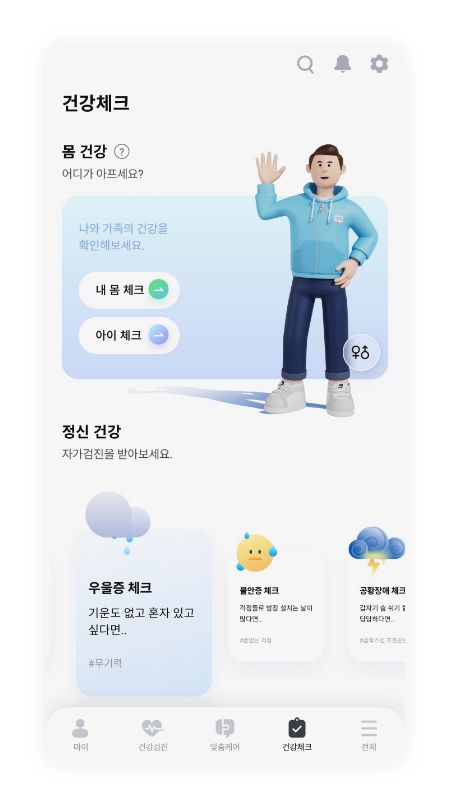 건강체크
몸 건강 ?
어디가 아프세요?
나와 가족의 건강을
확인해보세요.
내 몸 체크
아이 체크
정신 건강
자가검진을 받아보세요.
우울증 체크
기운도 없고 혼자 있고
싶다면..
#무기력
불안증 체크
걱정들로 밤잠 설치는 날이
많다면..
#끝없는 걱정
공황장애 체크
갑자기 숨 쉬기
답답하다면..
마이
건강검진
맞춤케어
건강체크
전체